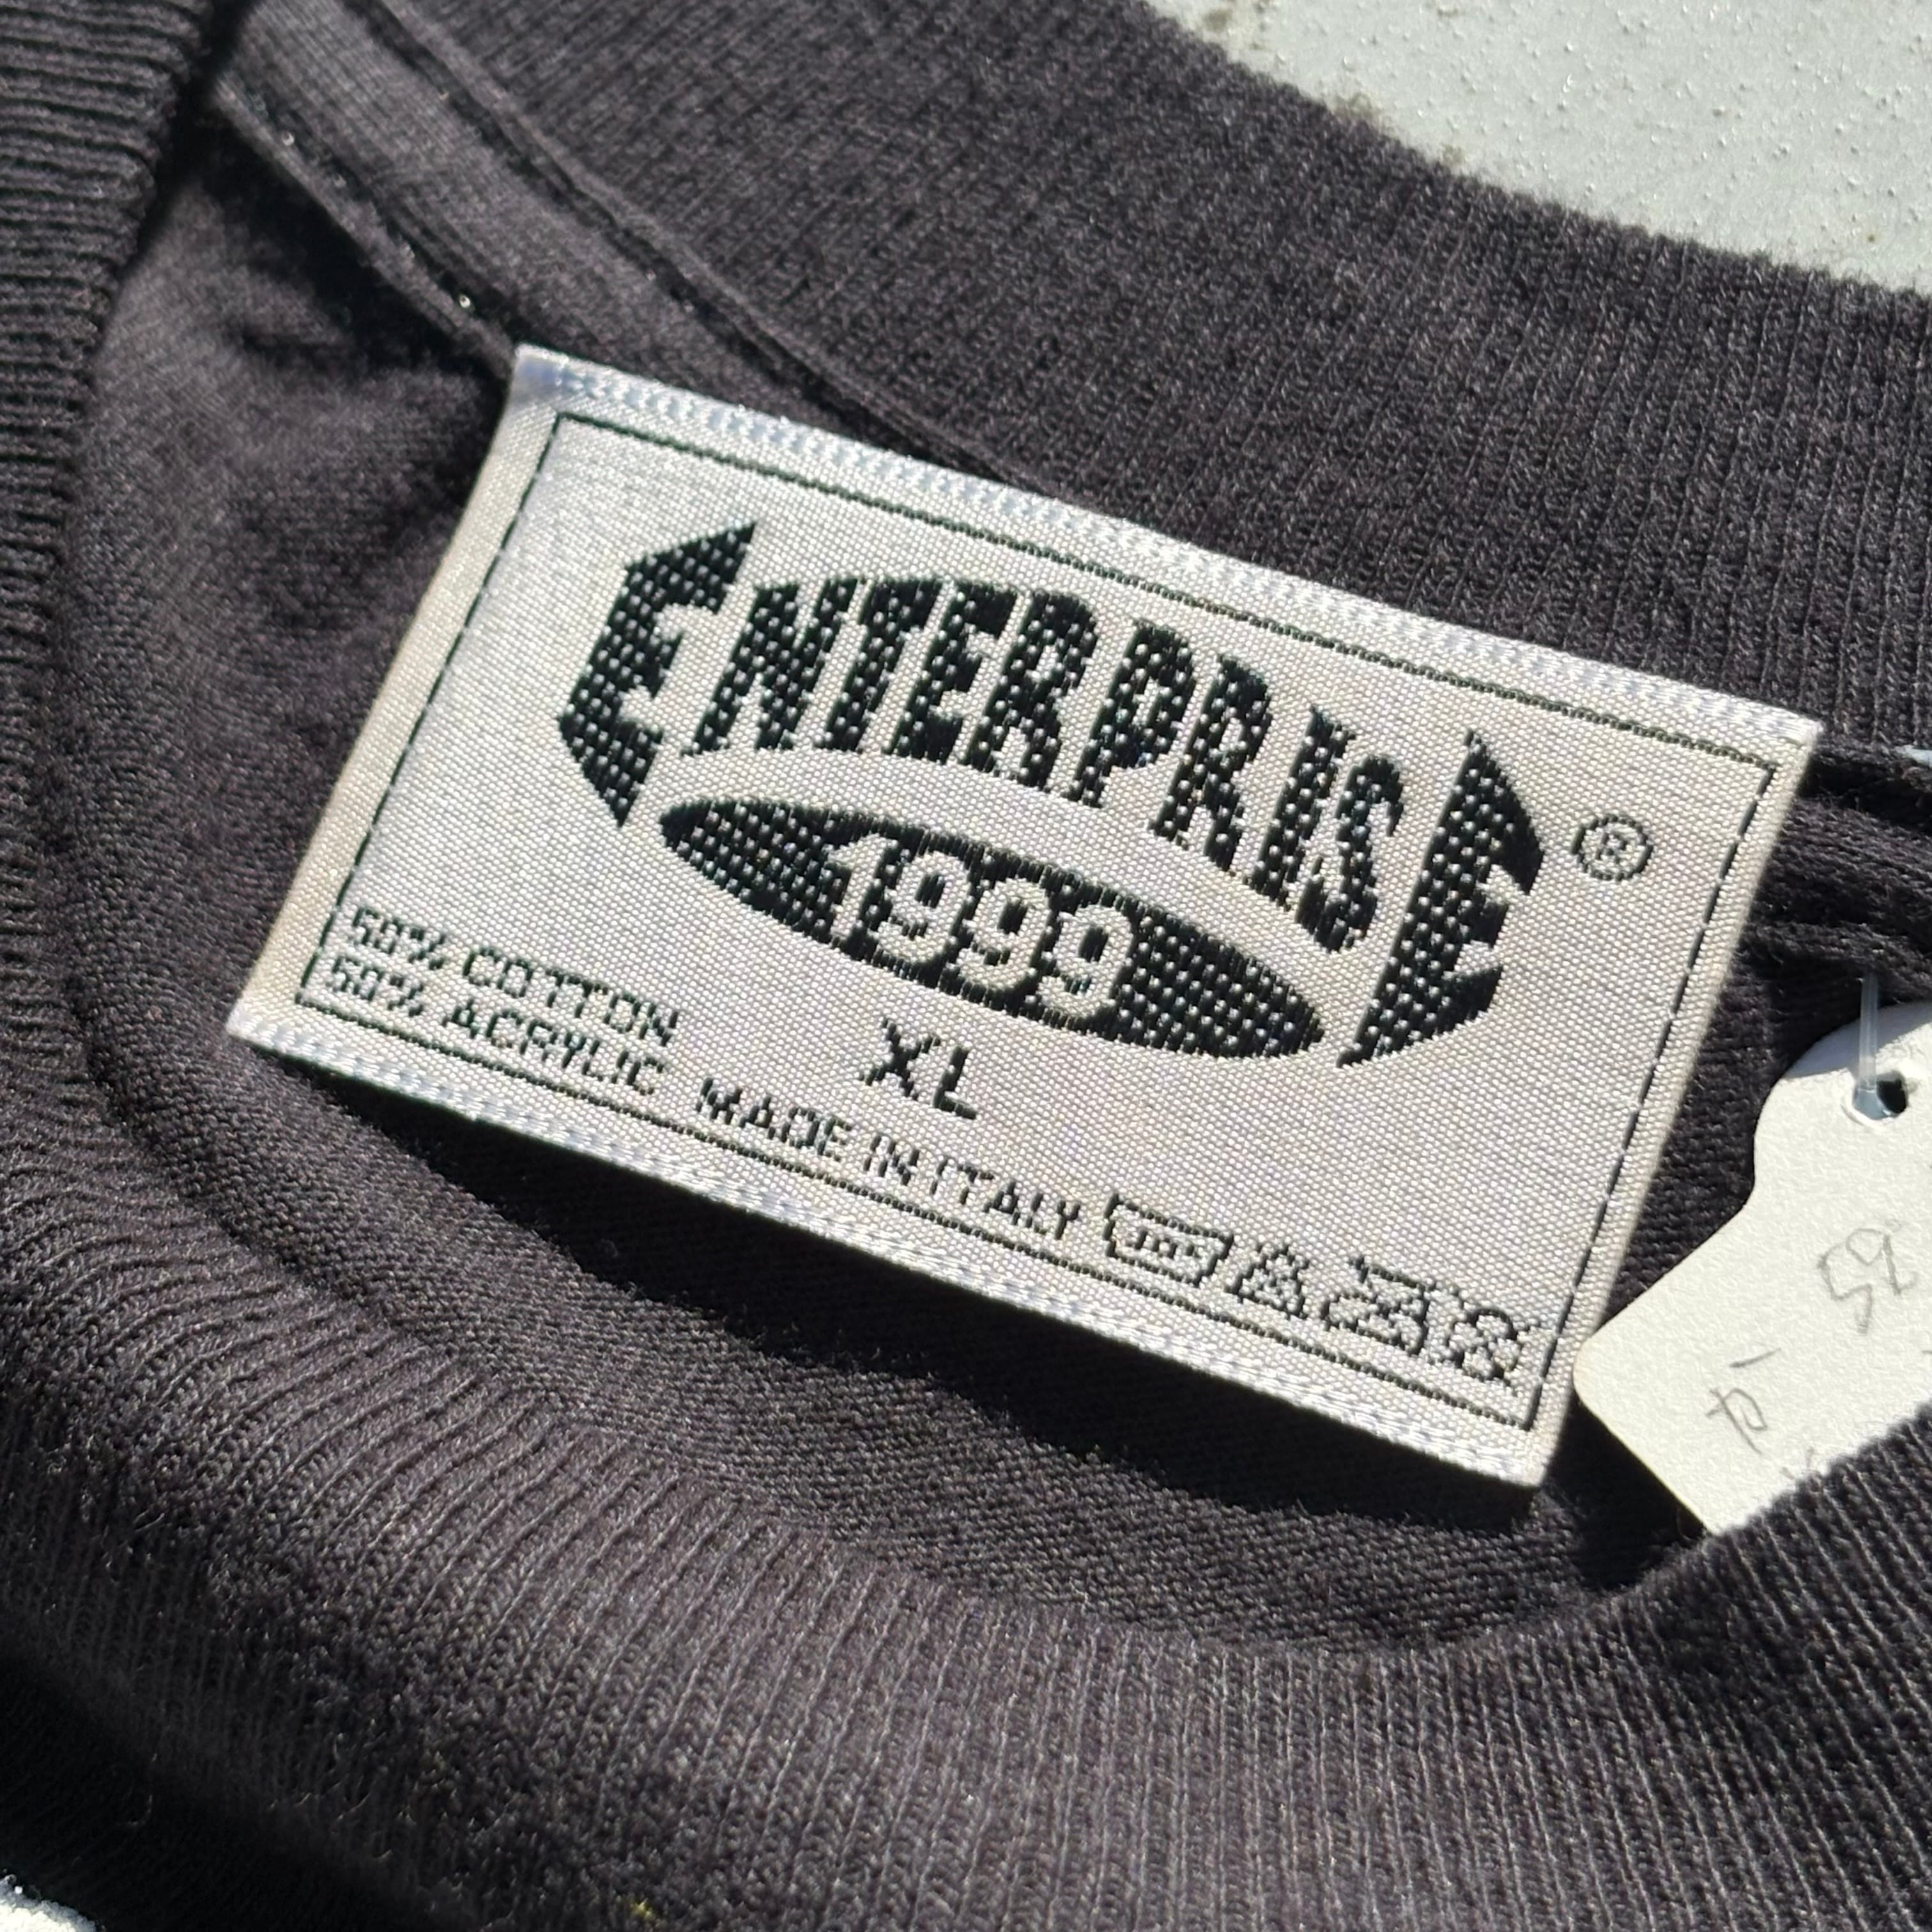 ENTERPRISE ®
1999
50% COTTON
50% ACRYLIC
XL
MADE IN ITALY